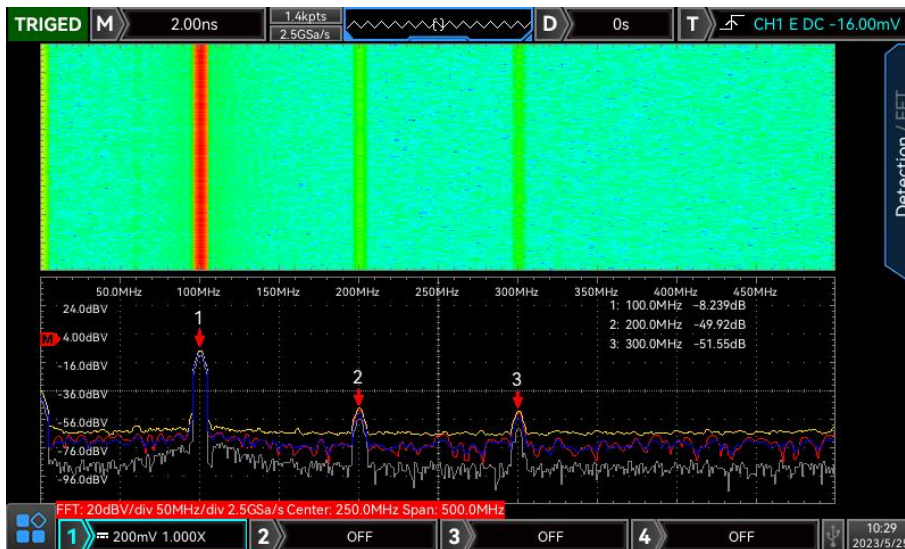 TRIGED M 2.00ns 1.4kpts D 0s T CH1 E DC -16.00mV
2.5GSa/s
Detection / FFT
50.0MHz 100MHz 150MHz 200MHz 250MHz 300MHz 350MHz 400MHz 450MHz
24.0dBV 1: 100.0MHz -8.239dB
1 2: 200.0MHz -49.92dB
M 4.00dBV 3: 300.0MHz -51.55dB
-16.0dBV
2 3
-36.0dBV
-56.0dBV
-76.0dBV
-96.0dBV
FFT: 20dBV/div 50MHz/div 2.5GSa/s Center: 250.0MHz Span: 500.0MHz
1 200mV 1.000X 2 OFF 3 OFF 4 OFF 10:29
2023/5/25